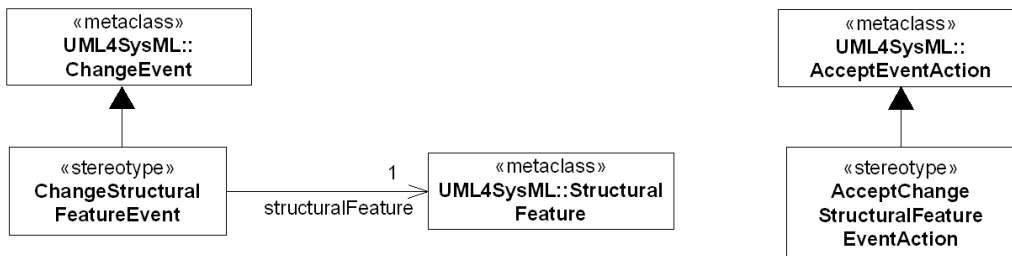 «metaclass»
UML4SysML::
ChangeEvent
«metaclass»
UML4SysML::
AcceptEventAction
«stereotype»
ChangeStructural
FeatureEvent
1
structuralFeature
«metaclass»
UML4SysML::Structural
Feature
«stereotype»
AcceptChange
StructuralFeature
EventAction